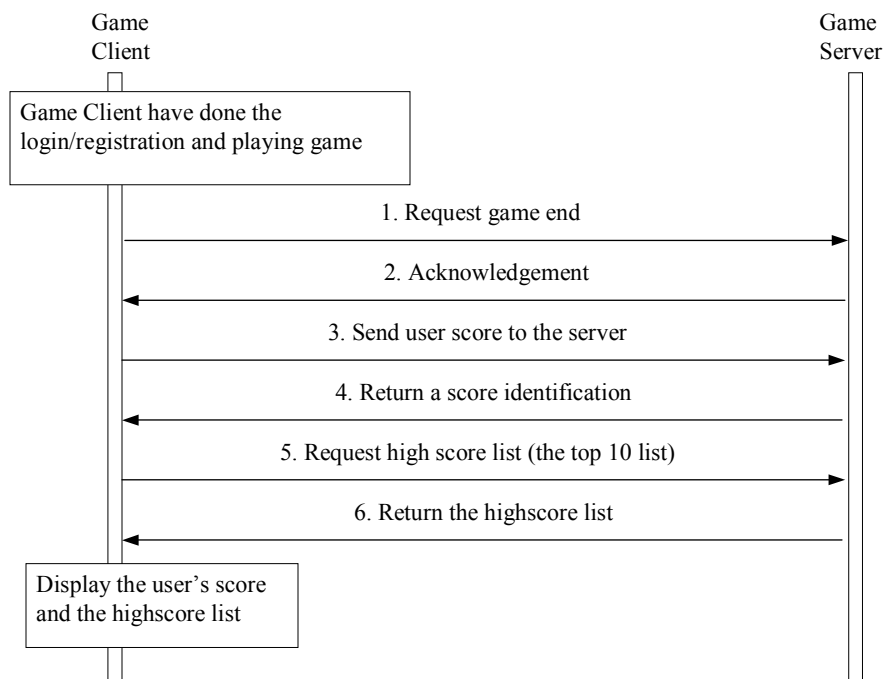 Game
Client
Game
Server
Game Client have done the
login/registration and playing game
1. Request game end
2. Acknowledgement
3. Send user score to the server
4. Return a score identification
5. Request high score list (the top 10 list)
6. Return the highscore list
Display the user’s score
and the highscore list